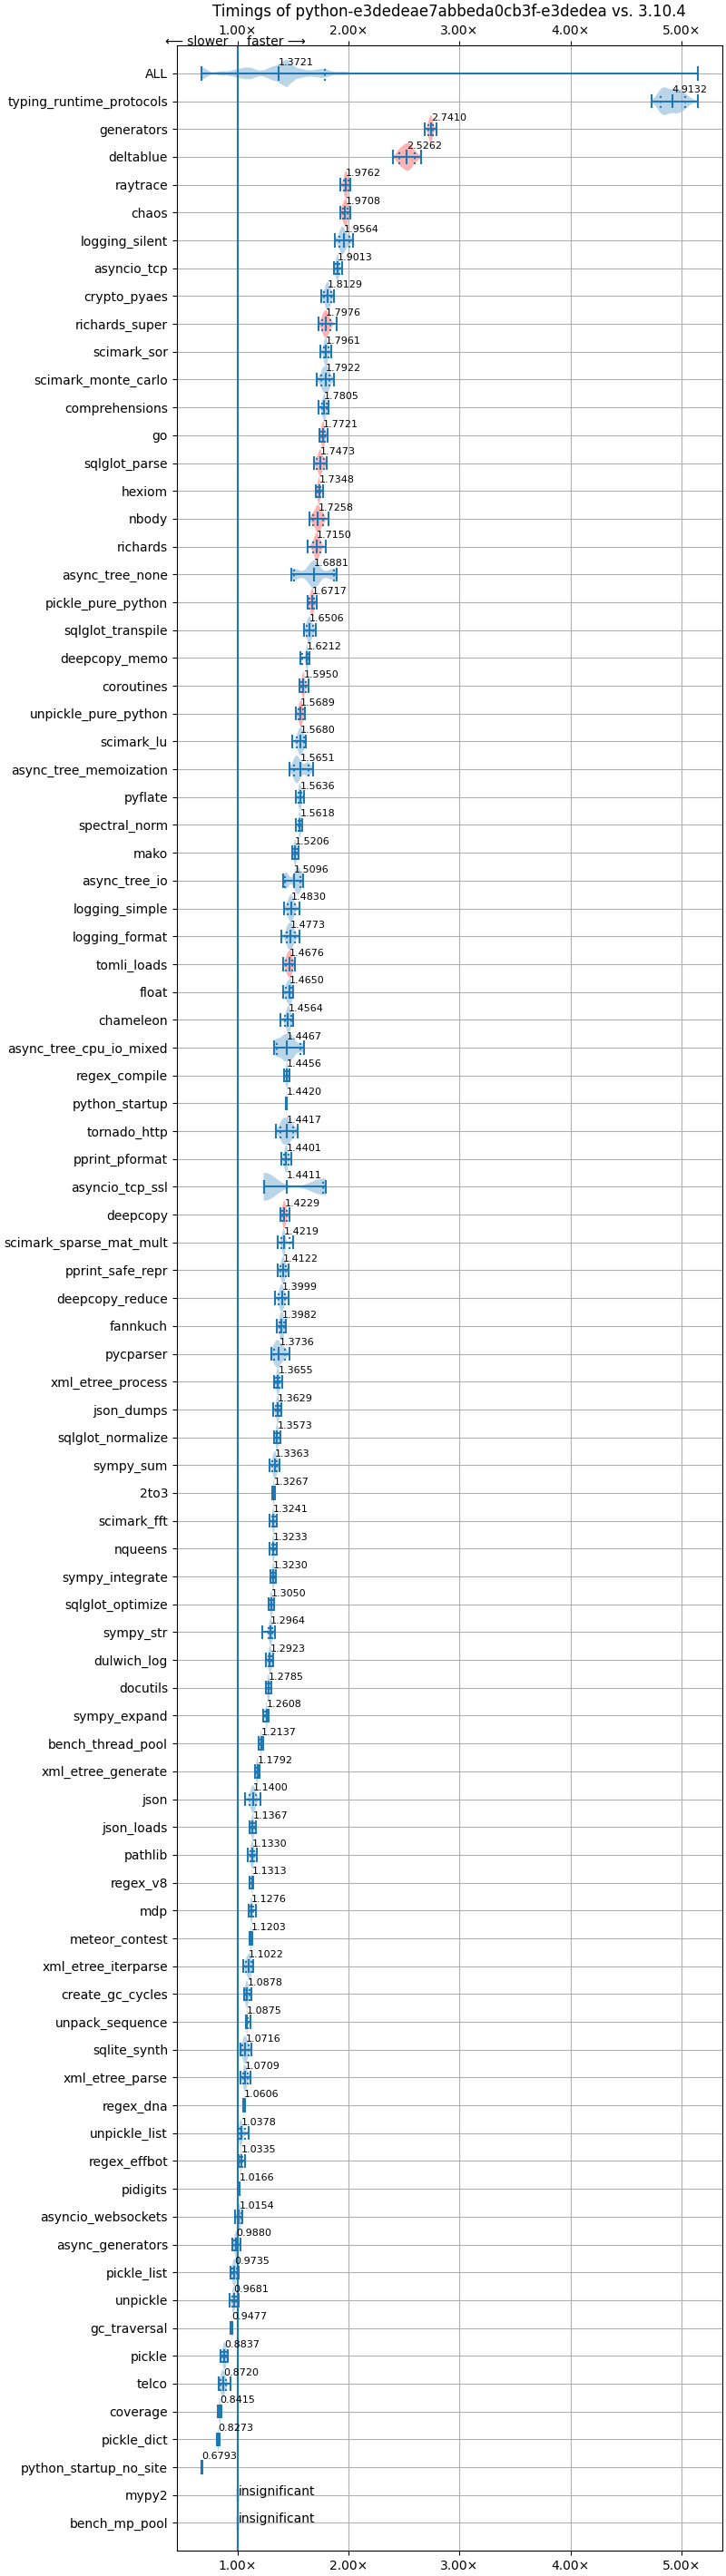 Timings of python-e3dedeae7abbeda0cb3f-e3dedea vs. 3.10.4
1.00× 2.00× 3.00× 4.00× 5.00×
⟵ slower faster ⟶
ALL 1.3721
typing_runtime_protocols 4.9132
generators 2.7410
deltablue 2.5262
raytrace 1.9762
chaos 1.9708
logging_silent 1.9564
asyncio_tcp 1.9013
crypto_pyaes 1.8129
richards_super 1.7976
scimark_sor 1.7961
scimark_monte_carlo 1.7922
comprehensions 1.7805
go 1.7721
sqlglot_parse 1.7473
hexiom 1.7348
nbody 1.7258
richards 1.7150
async_tree_none 1.6881
pickle_pure_python 1.6717
sqlglot_transpile 1.6506
deepcopy_memo 1.6212
coroutines 1.5950
unpickle_pure_python 1.5689
scimark_lu 1.5680
async_tree_memoization 1.5651
pyflate 1.5636
spectral_norm 1.5618
mako 1.5206
async_tree_io 1.5096
logging_simple 1.4830
logging_format 1.4773
tomli_loads 1.4676
float 1.4650
chameleon 1.4564
async_tree_cpu_io_mixed 1.4467
regex_compile 1.4456
python_startup 1.4420
tornado_http 1.4417
pprint_pformat 1.4401
asyncio_tcp_ssl 1.4411
deepcopy 1.4229
scimark_sparse_mat_mult 1.4219
pprint_safe_repr 1.4122
deepcopy_reduce 1.3999
fannkuch 1.3982
pycparser 1.3736
xml_etree_process 1.3655
json_dumps 1.3629
sqlglot_normalize 1.3573
sympy_sum 1.3363
2to3 1.3267
scimark_fft 1.3241
nqueens 1.3233
sympy_integrate 1.3230
sqlglot_optimize 1.3050
sympy_str 1.2964
dulwich_log 1.2923
docutils 1.2785
sympy_expand 1.2608
bench_thread_pool 1.2137
xml_etree_generate 1.1792
json 1.1400
json_loads 1.1367
pathlib 1.1330
regex_v8 1.1313
mdp 1.1276
meteor_contest 1.1203
xml_etree_iterparse 1.1022
create_gc_cycles 1.0878
unpack_sequence 1.0875
sqlite_synth 1.0716
xml_etree_parse 1.0709
regex_dna 1.0606
unpickle_list 1.0378
regex_effbot 1.0335
pidigits 1.0166
asyncio_websockets 1.0154
async_generators 0.9880
pickle_list 0.9735
unpickle 0.9681
gc_traversal 0.9477
pickle 0.8837
telco 0.8720
coverage 0.8415
pickle_dict 0.8273
python_startup_no_site 0.6793
mypy2 insignificant
bench_mp_pool insignificant
1.00× 2.00× 3.00× 4.00× 5.00×